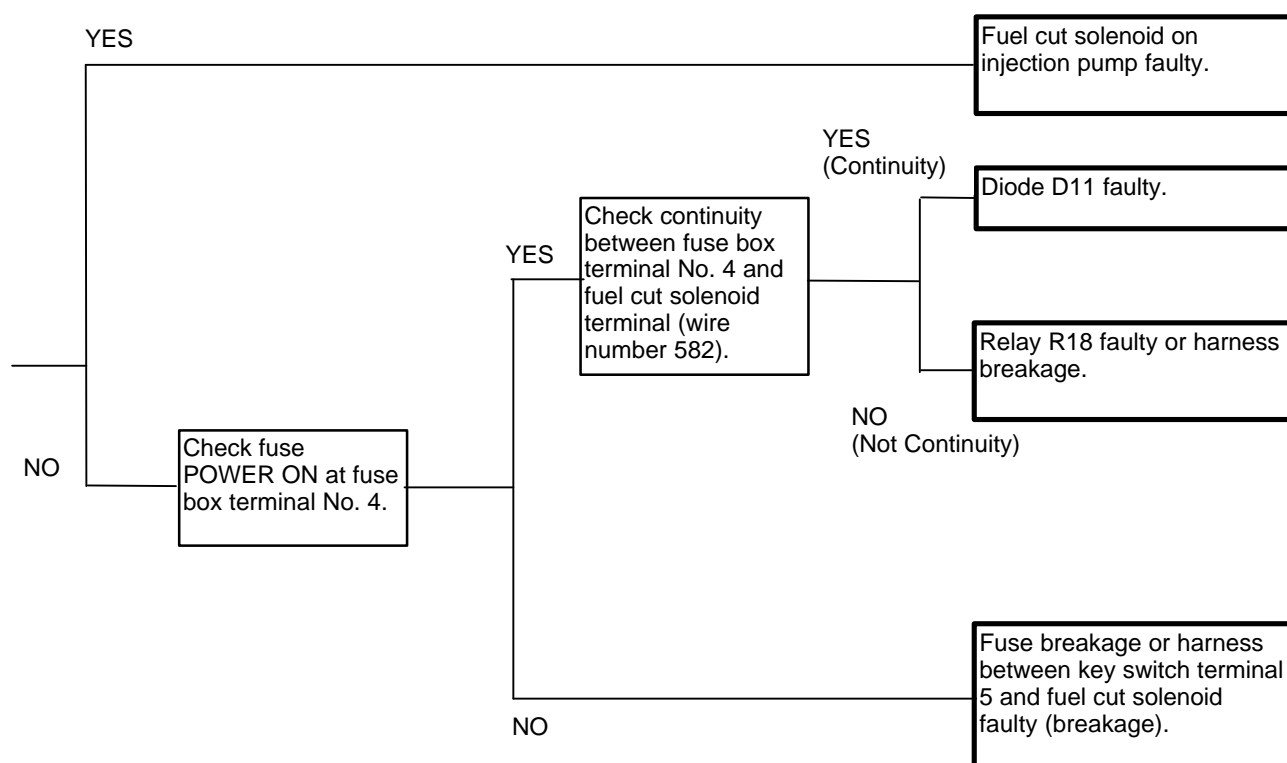 YES
Fuel cut solenoid on
injection pump faulty.
YES
(Continuity)
Diode D11 faulty.
YES
Check continuity
between fuse box
terminal No. 4 and
fuel cut solenoid
terminal (wire
number 582).
Relay R18 faulty or harness
breakage.
NO
(Not Continuity)
NO
Check fuse
POWER ON at fuse
box terminal No. 4.
Fuse breakage or harness
between key switch terminal
5 and fuel cut solenoid
faulty (breakage).
NO